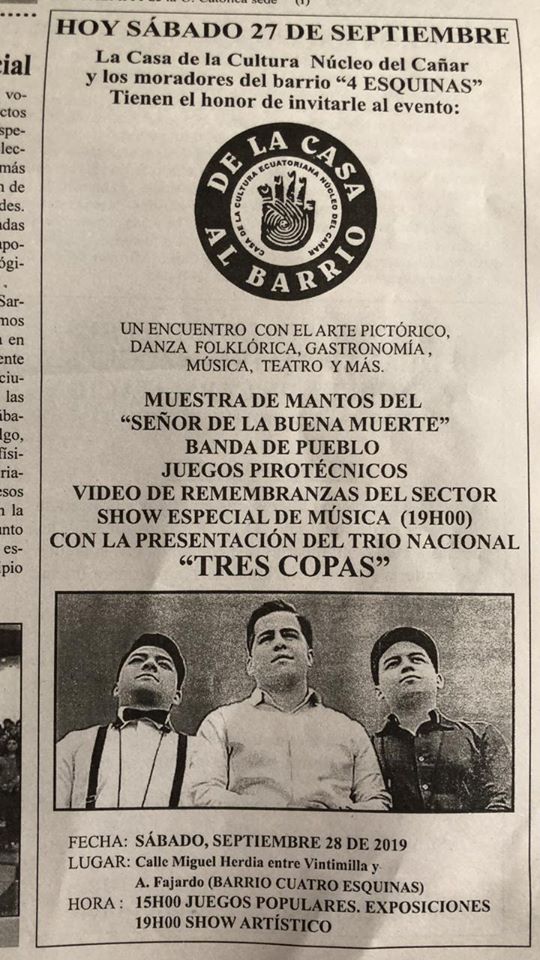 HOY SÁBADO 27 DE SEPTIEMBRE
La Casa de la Cultura Núcleo del Cañar
y los moradores del barrio “4 ESQUINAS”
Tienen el honor de invitarle al evento:
DE LA CASA
CASA DE LA CULTURA ECUATORIANA NÚCLEO DEL CAÑAR
AL BARRIO
UN ENCUENTRO CON EL ARTE PICTÓRICO,
DANZA FOLKLÓRICA, GASTRONOMÍA ,
MÚSICA, TEATRO Y MÁS.
MUESTRA DE MANTOS DEL
“SEÑOR DE LA BUENA MUERTE”
BANDA DE PUEBLO
JUEGOS PIROTÉCNICOS
VIDEO DE REMEMBRANZAS DEL SECTOR
SHOW ESPECIAL DE MÚSICA (19H00)
CON LA PRESENTACIÓN DEL TRIO NACIONAL
“TRES COPAS”
FECHA: SÁBADO, SEPTIEMBRE 28 DE 2019
LUGAR: Calle Miguel Herdia entre Vintimilla y
A. Fajardo (BARRIO CUATRO ESQUINAS)
HORA : 15H00 JUEGOS POPULARES. EXPOSICIONES
19H00 SHOW ARTÍSTICO